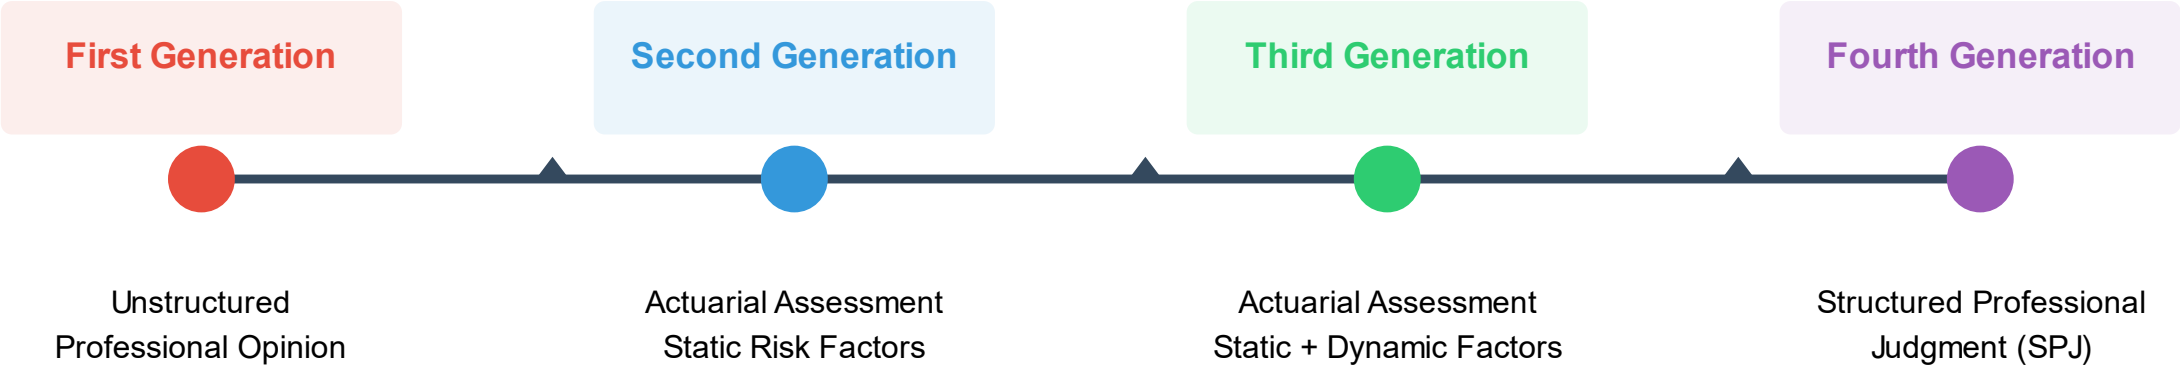 First Generation
Second Generation
Third Generation
Fourth Generation
Unstructured
Professional Opinion
Actuarial Assessment
Static Risk Factors
Actuarial Assessment
Static + Dynamic Factors
Structured Professional
Judgment (SPJ)